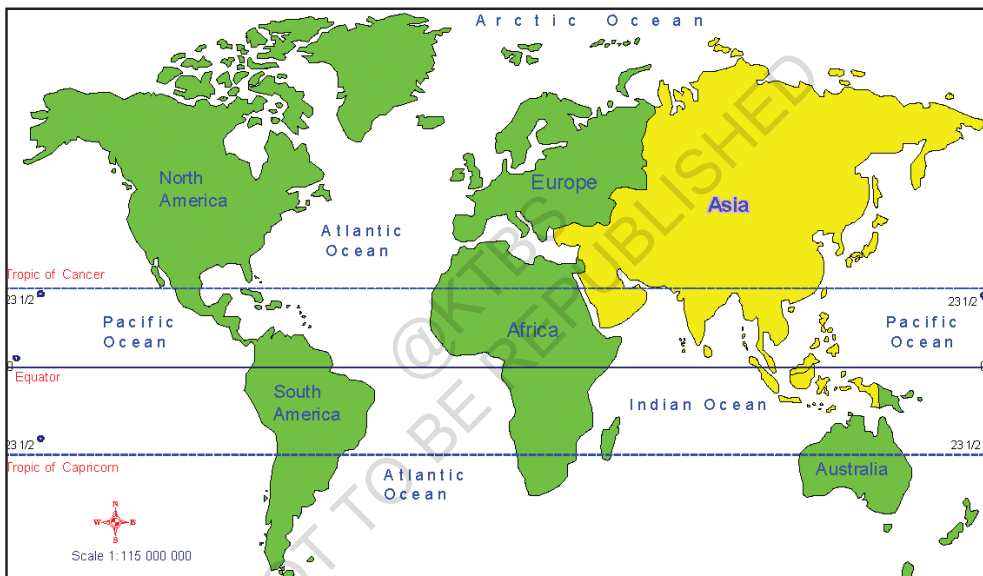 Arctic Ocean
North
America
Europe
Asia
Atlantic
Ocean
Tropic of Cancer
23 1/2
23 1/2
Pacific
Ocean
Africa
Pacific
Ocean
0
Equator
0
South
America
Indian Ocean
23 1/2
23 1/2
Tropic of Capricorn
Atlantic
Ocean
Australia
N
W E
S
Scale 1:115 000 000
@KTBS
NOT TO BE REPUBLISHED